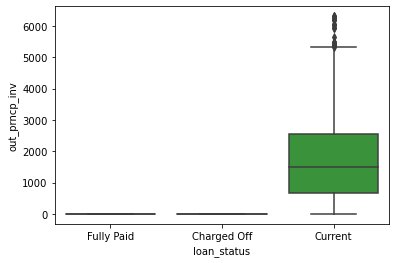 6000
5000
4000
3000
2000
1000
0
out_prncp_inv
Fully Paid
Charged Off
Current
loan_status